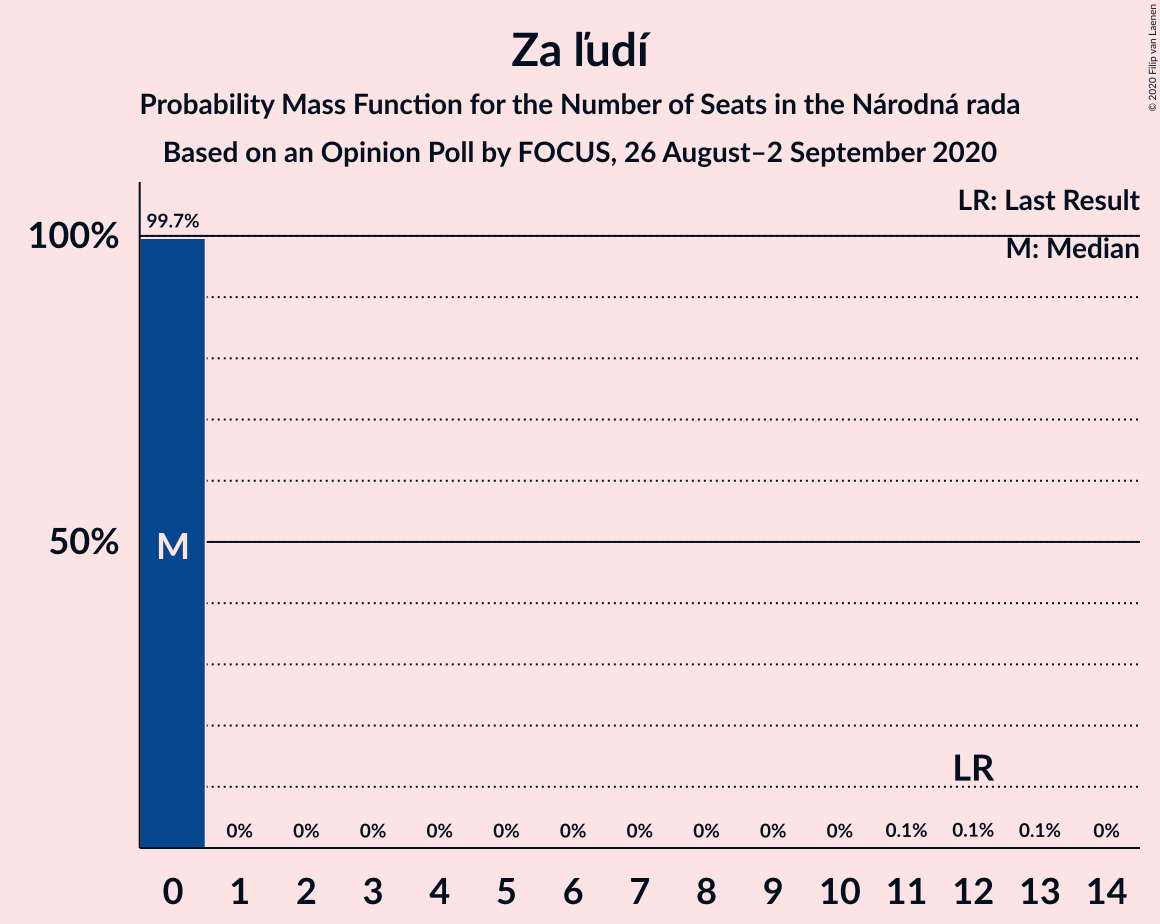 Za ľudí
Probability Mass Function for the Number of Seats in the Národná rada
Based on an Opinion Poll by FOCUS, 26 August–2 September 2020
© 2020 Filip van Laenen
LR: Last Result
M: Median
100%
50%
99.7%
M
LR
0% 0% 0% 0% 0% 0% 0% 0% 0% 0% 0.1% 0.1% 0.1% 0%
0 1 2 3 4 5 6 7 8 9 10 11 12 13 14